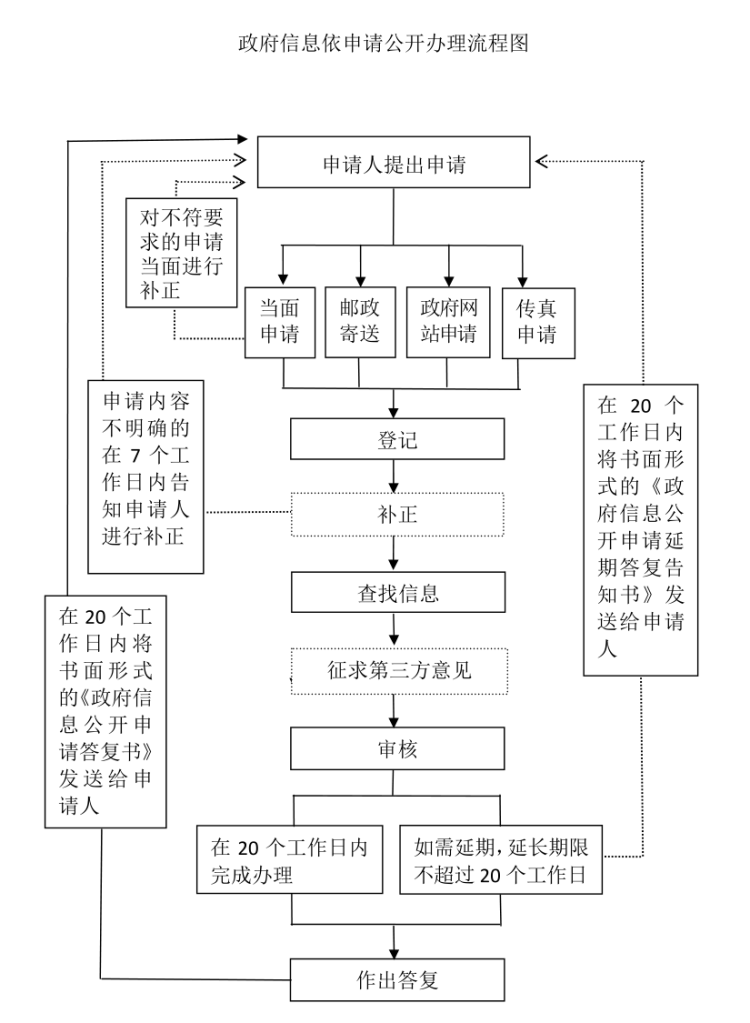 政府信息依申请公开办理流程图
申请人提出申请
对不符要
求的申请
当面进行
补正
当面
申请
邮政
寄送
政府网
站申请
传真
申请
申请内容
不明确的
在 7 个工
作日内告
知申请人
进行补正
在 20 个
工作日内
将书面形
式的《政
府信息公
开申请延
期答复告
知书》发
送给申请
人
登记
补正
查找信息
在 20 个工
作日内将
书面形式
的《政府信
息公开申
请答复书》
发送给申
请人
征求第三方意见
审核
在 20 个工作日内
完成办理
如需延期，延长期限
不超过 20 个工作日
作出答复